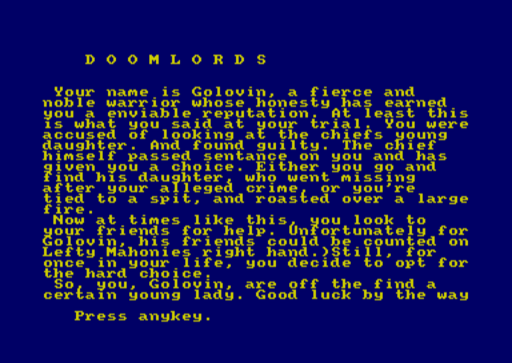 D O O M L O R D S
Your name is Golovin, a fierce and
noble warrior whose honesty has earned
you a enviable reputation. At least this
is what you said at your trial. You were
accused of looking at the chiefs young
daughter. And found guilty. The chief
himself passed sentance on you and has
given you a choice. Either you go and
find his daughter, who went missing
after your alleged crime, or you're
tied to a spit, and roasted over a large
fire.
Now at times like this, you look to
your friends for help. Unfortunately for
Golovin, his friends could be counted on
Lefty Mahonies right hand.)Still, for
once in your life, you decide to opt for
the hard choice.
So, you, Golovin, are off the find a
certain young lady. Good luck by the way
Press anykey.